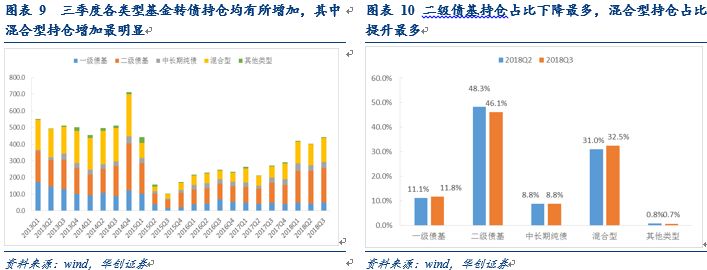 图表 9 三季度各类型基金转债持仓均有所增加，其中
混合型持仓增加最明显
一级债基 二级债基 中长期纯债 混合型 其他类型
800.0
700.0
600.0
500.0
400.0
300.0
200.0
100.0
0.0
2013Q1 2013Q2 2013Q3 2013Q4 2014Q1 2014Q2 2014Q3 2014Q4 2015Q1 2015Q2 2015Q3 2015Q4 2016Q1 2016Q2 2016Q3 2016Q4 2017Q1 2017Q2 2017Q3 2017Q4 2018Q1 2018Q2 2018Q3
资料来源：wind，华创证券
图表 10 二级债基持仓占比下降最多，混合型持仓占比
提升最多
2018Q2 2018Q3
60.0%
50.0%
40.0%
30.0%
20.0%
10.0%
0.0%
11.1% 11.8%
48.3%
46.1%
8.8% 8.8%
31.0% 32.5%
0.8% 0.7%
一级债基 二级债基 中长期纯债 混合型 其他类型
资料来源：wind，华创证券